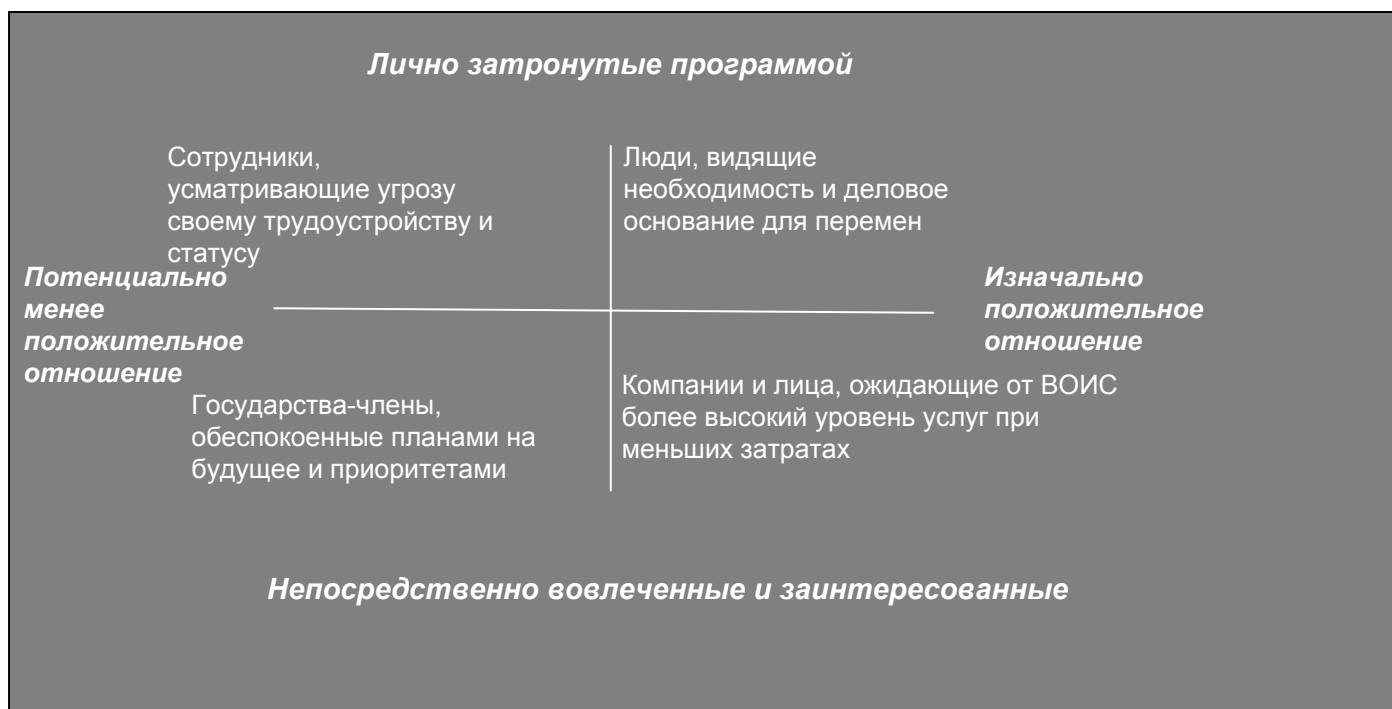 Лично затронутые программой
Сотрудники,
усматривающие угрозу
своему трудоустройству и
статусу
Люди, видящие
необходимость и деловое
основание для перемен
Потенциально
менее
положительное
отношение
Изначально
положительное
отношение
Государства-члены,
обеспокоенные планами на
будущее и приоритетами
Компании и лица, ожидающие от ВОИС
более высокий уровень услуг при
меньших затратах
Непосредственно вовлеченные и заинтересованные